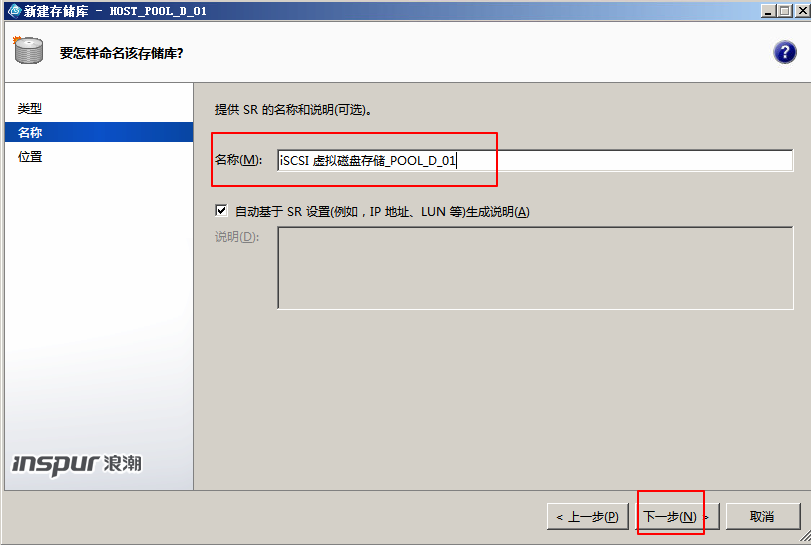 新建存储库 - HOST_POOL_D_01
要怎样命名该存储库?
?
类型
名称
位置
提供 SR 的名称和说明(可选)。
名称(M): iSCSI 虚拟磁盘存储_POOL_D_01
自动基于 SR 设置(例如，IP 地址、LUN 等)生成说明(A)
说明(D):
inspur 浪潮
< 上一步(P) 下一步(N) > 取消